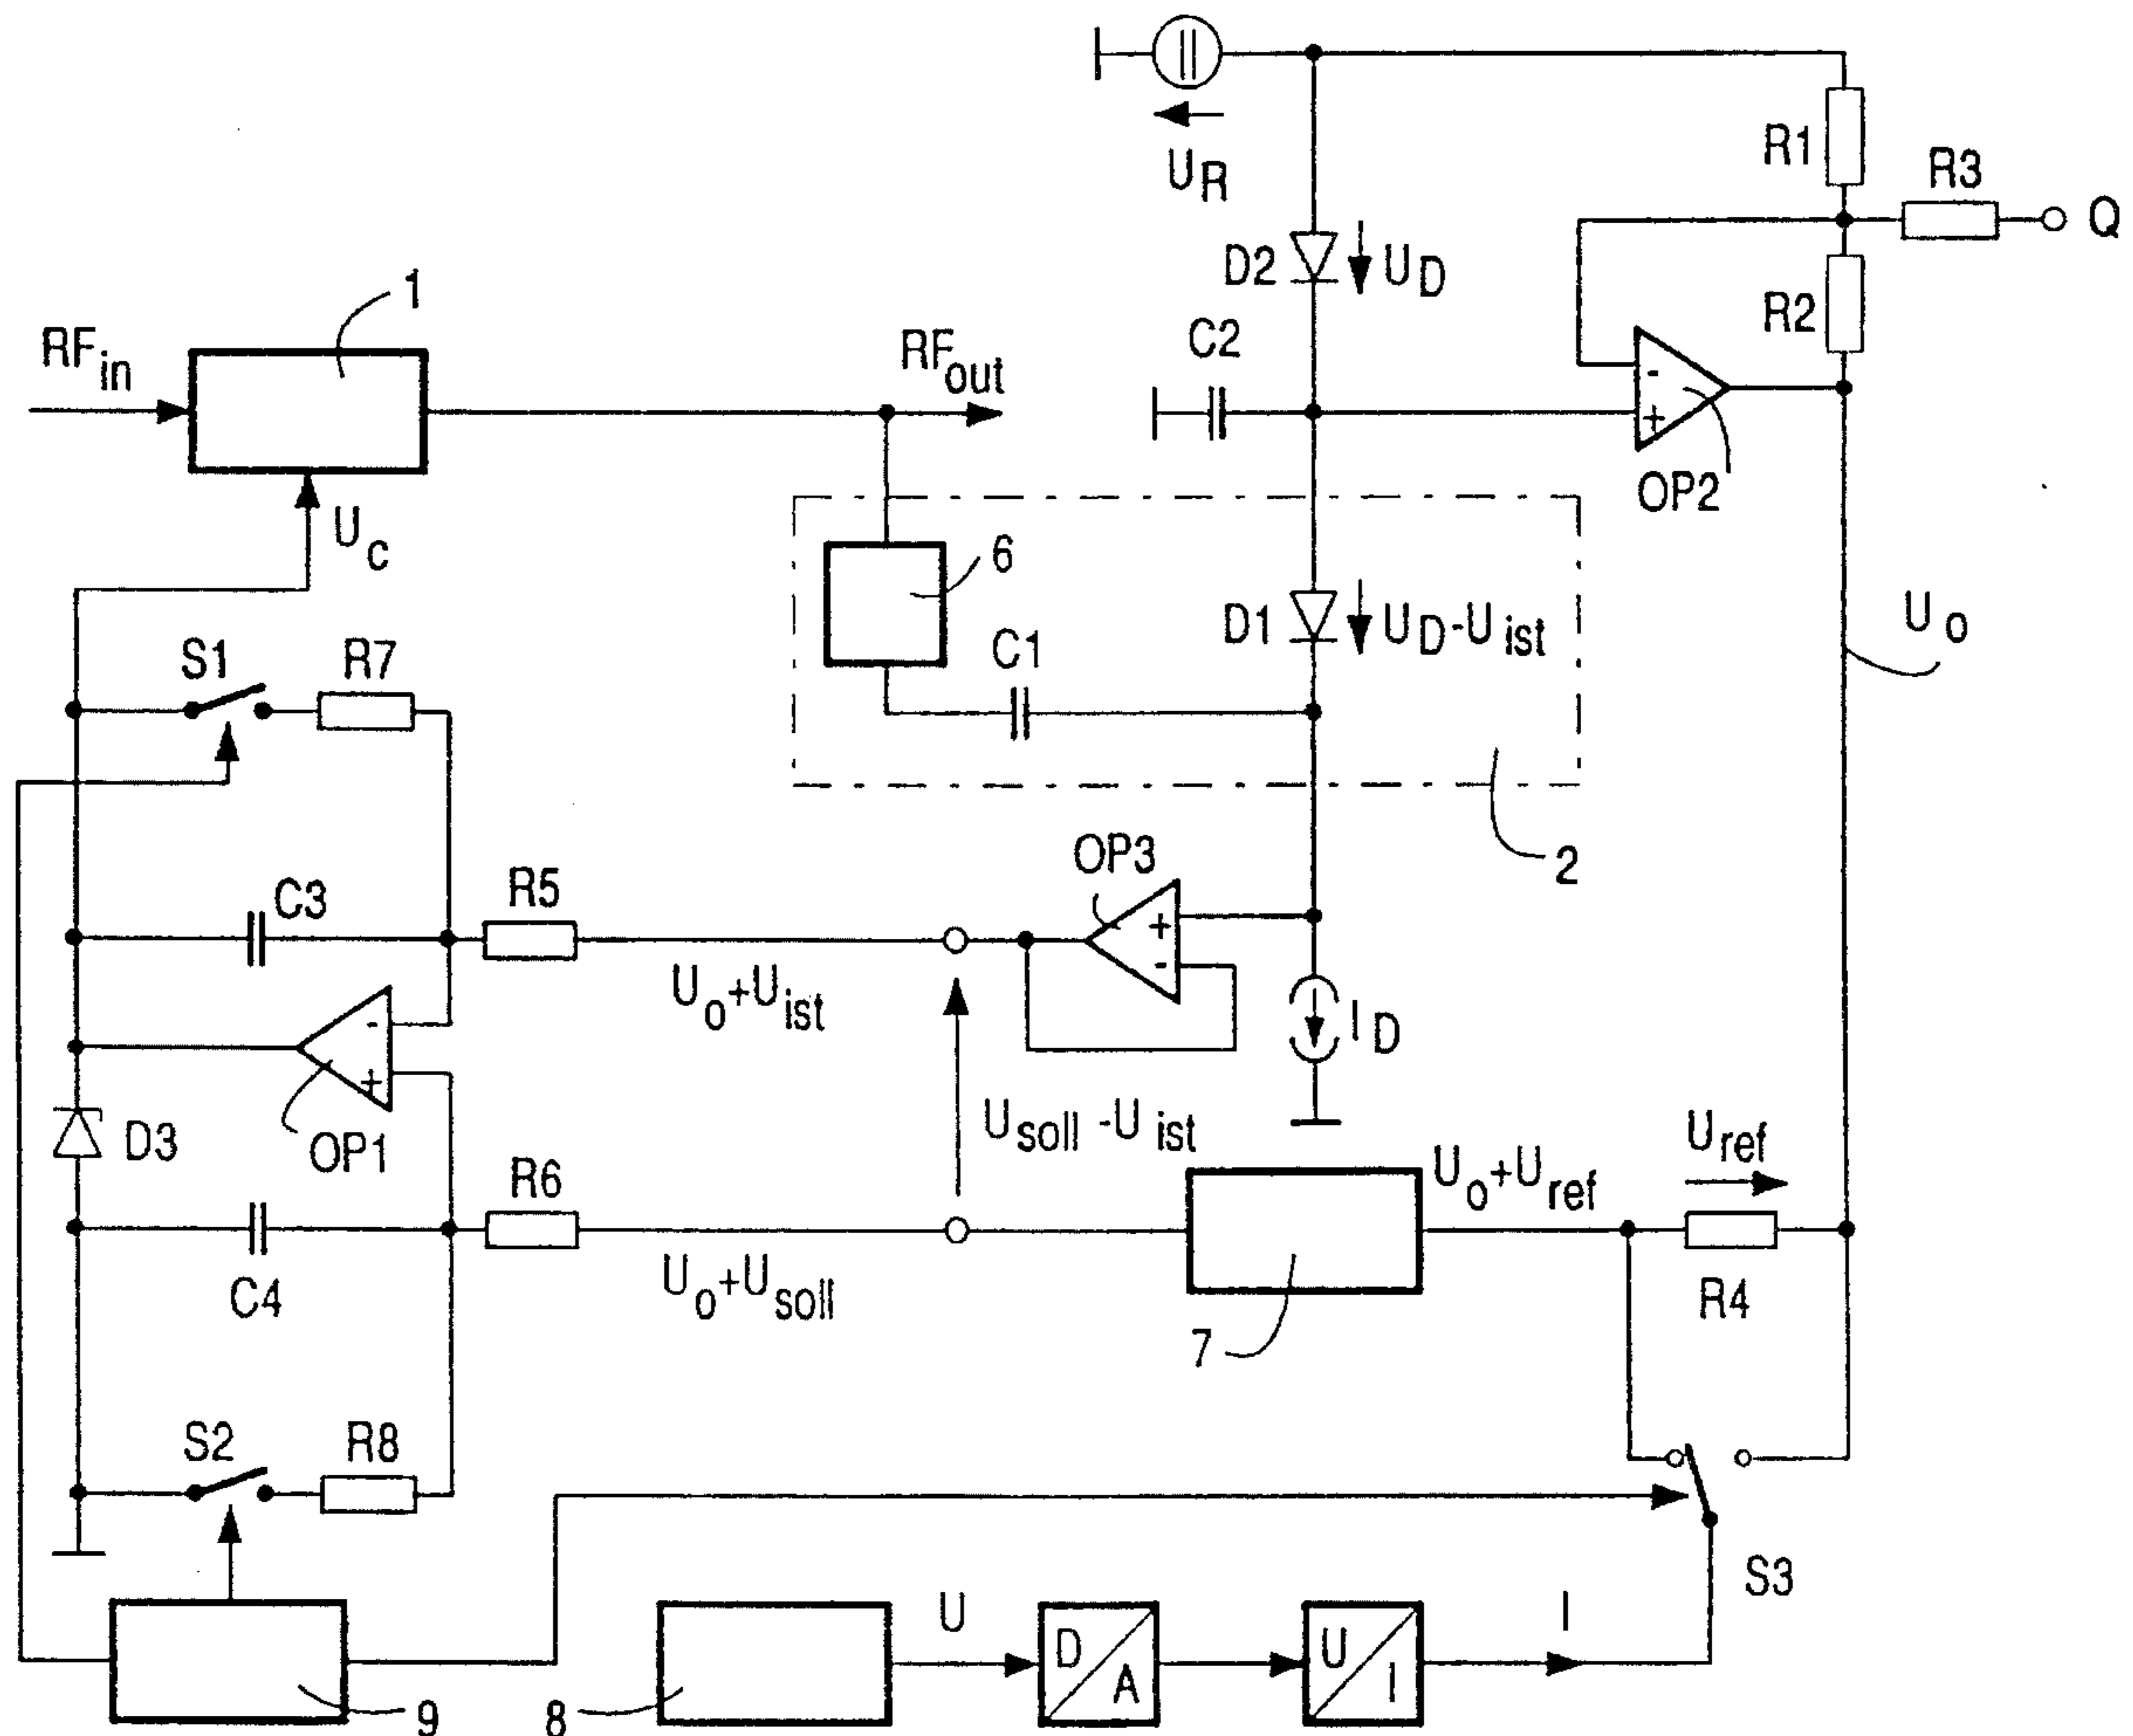 U_R
R1
R3
Q
D2
U_D
R2
1
RF_in
C2
RF_out
-
+
OP2
U_c
6
D1
U_D-U_ist
U_o
S1
R7
C1
OP3
2
C3
R5
+
-
U_o+U_ist
I_D
-
+
OP1
D3
U_soll-U_ist
R6
U_o+U_ref
U_ref
C4
U_o+U_soll
7
R4
S2
R8
S3
U
I
D
A
U
I
9
8